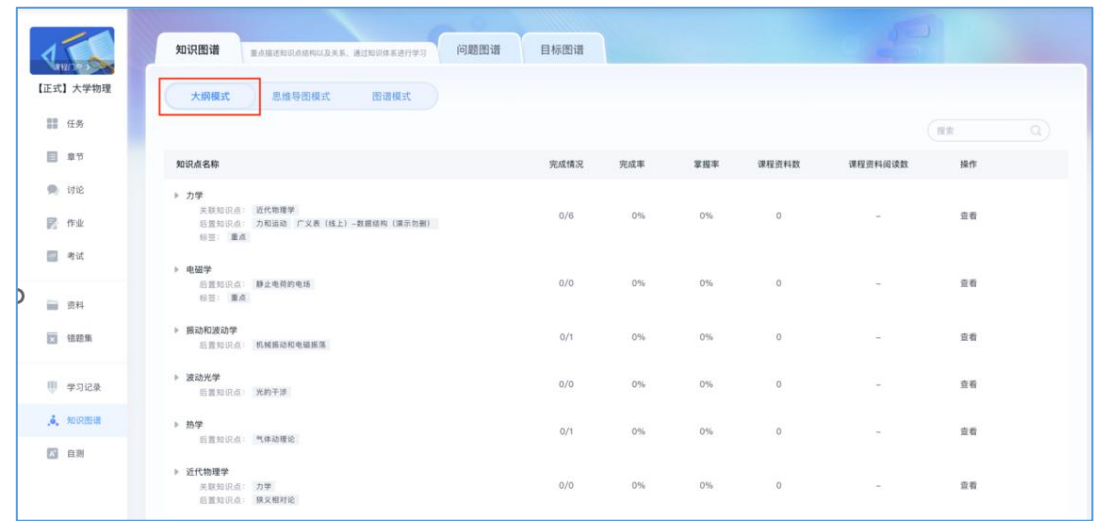 知识图谱 重点描述知识点结构以及关系、通过知识体系进行学习 问题图谱 目标图谱
课程门户 >
【正式】大学物理
大纲模式 思维导图模式 图谱模式
任务
搜索
章节
知识点名称 完成情况 完成率 掌握率 课程资料数 课程资料阅读数 操作
讨论
力学
关联知识点： 近代物理学
后置知识点： 力和运动 广义表（线上）-数据结构（演示勿删）
标签： 重点
0/6 0% 0% 0 - 查看
作业
考试
电磁学
后置知识点： 静止电荷的电场
标签： 重点
0/0 0% 0% 0 - 查看
资料
振动和波动学
后置知识点： 机械振动和电磁振荡
0/1 0% 0% 0 - 查看
错题集
波动光学
后置知识点： 光的干涉
0/0 0% 0% 0 - 查看
学习记录
知识图谱
热学
后置知识点： 气体动理论
0/1 0% 0% 0 - 查看
自测
近代物理学
关联知识点： 力学
后置知识点： 狭义相对论
0/0 0% 0% 0 - 查看